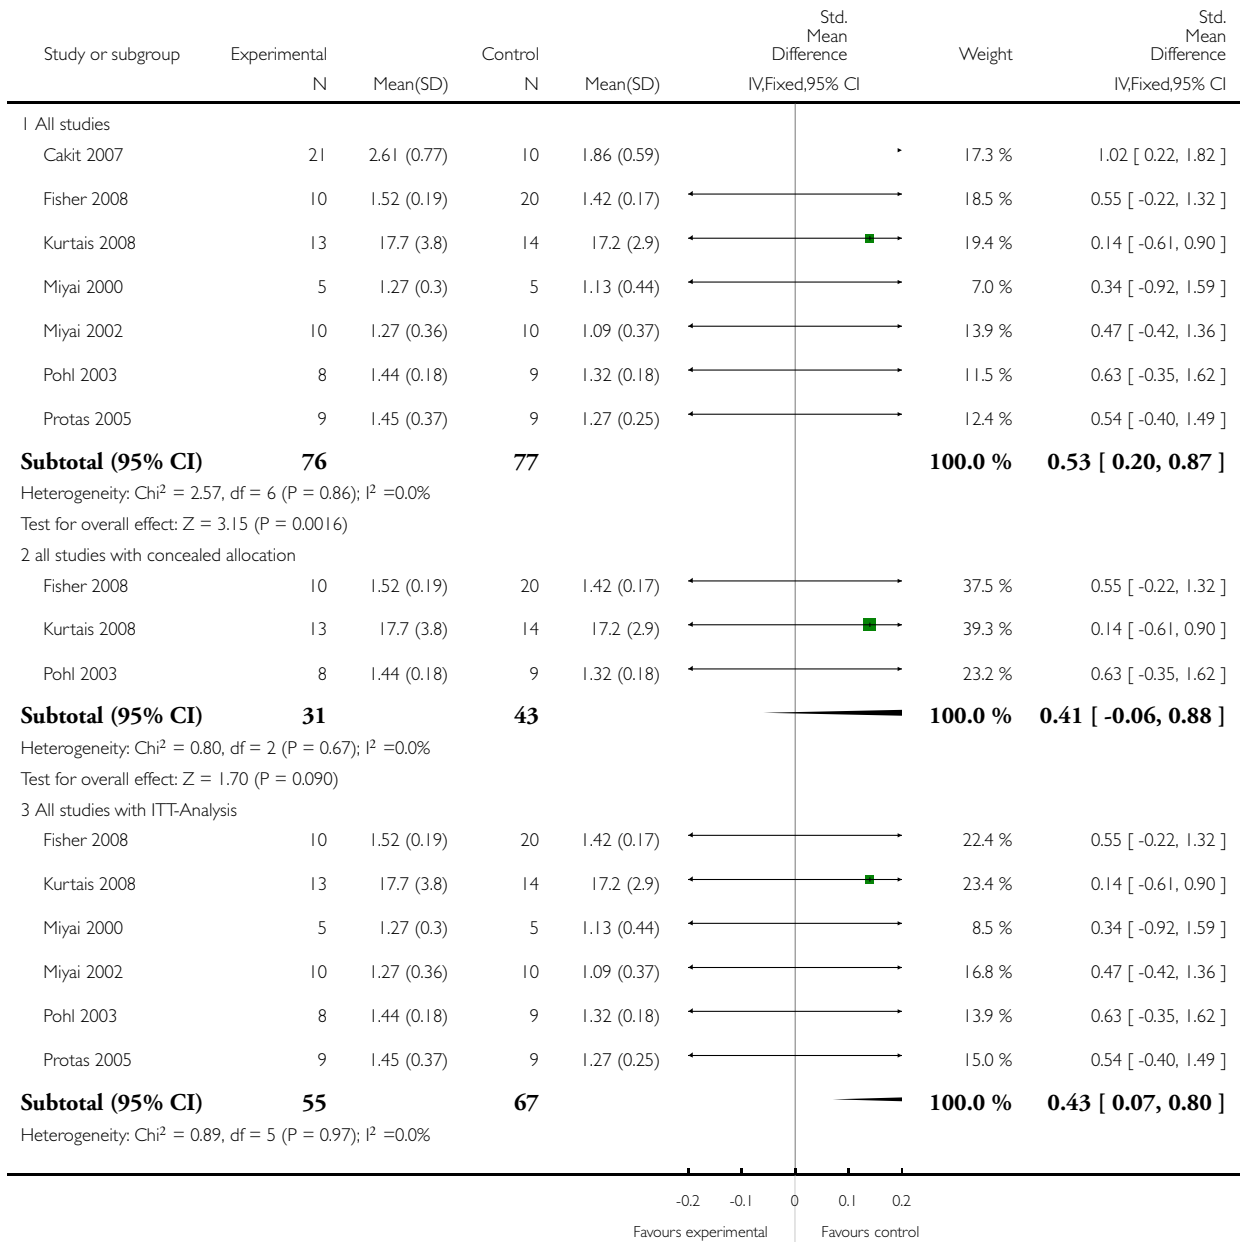 Std.
Mean
Difference
Std.
Mean
Difference
Study or subgroup Experimental Control Weight
N Mean(SD) N Mean(SD) IV,Fixed,95% CI IV,Fixed,95% CI
1 All studies
Cakit 2007 21 2.61 (0.77) 10 1.86 (0.59) 17.3 % 1.02 [ 0.22, 1.82 ]
Fisher 2008 10 1.52 (0.19) 20 1.42 (0.17) 18.5 % 0.55 [ -0.22, 1.32 ]
Kurtais 2008 13 17.7 (3.8) 14 17.2 (2.9) 19.4 % 0.14 [ -0.61, 0.90 ]
Miyai 2000 5 1.27 (0.3) 5 1.13 (0.44) 7.0 % 0.34 [ -0.92, 1.59 ]
Miyai 2002 10 1.27 (0.36) 10 1.09 (0.37) 13.9 % 0.47 [ -0.42, 1.36 ]
Pohl 2003 8 1.44 (0.18) 9 1.32 (0.18) 11.5 % 0.63 [ -0.35, 1.62 ]
Protas 2005 9 1.45 (0.37) 9 1.27 (0.25) 12.4 % 0.54 [ -0.40, 1.49 ]
Subtotal (95% CI) 76 77 100.0 % 0.53 [ 0.20, 0.87 ]
Heterogeneity: Chi² = 2.57, df = 6 (P = 0.86); I² =0.0%
Test for overall effect: Z = 3.15 (P = 0.0016)
2 all studies with concealed allocation
Fisher 2008 10 1.52 (0.19) 20 1.42 (0.17) 37.5 % 0.55 [ -0.22, 1.32 ]
Kurtais 2008 13 17.7 (3.8) 14 17.2 (2.9) 39.3 % 0.14 [ -0.61, 0.90 ]
Pohl 2003 8 1.44 (0.18) 9 1.32 (0.18) 23.2 % 0.63 [ -0.35, 1.62 ]
Subtotal (95% CI) 31 43 100.0 % 0.41 [ -0.06, 0.88 ]
Heterogeneity: Chi² = 0.80, df = 2 (P = 0.67); I² =0.0%
Test for overall effect: Z = 1.70 (P = 0.090)
3 All studies with ITT-Analysis
Fisher 2008 10 1.52 (0.19) 20 1.42 (0.17) 22.4 % 0.55 [ -0.22, 1.32 ]
Kurtais 2008 13 17.7 (3.8) 14 17.2 (2.9) 23.4 % 0.14 [ -0.61, 0.90 ]
Miyai 2000 5 1.27 (0.3) 5 1.13 (0.44) 8.5 % 0.34 [ -0.92, 1.59 ]
Miyai 2002 10 1.27 (0.36) 10 1.09 (0.37) 16.8 % 0.47 [ -0.42, 1.36 ]
Pohl 2003 8 1.44 (0.18) 9 1.32 (0.18) 13.9 % 0.63 [ -0.35, 1.62 ]
Protas 2005 9 1.45 (0.37) 9 1.27 (0.25) 15.0 % 0.54 [ -0.40, 1.49 ]
Subtotal (95% CI) 55 67 100.0 % 0.43 [ 0.07, 0.80 ]
Heterogeneity: Chi² = 0.89, df = 5 (P = 0.97); I² =0.0%
-0.2 -0.1 0 0.1 0.2
Favours experimental Favours control